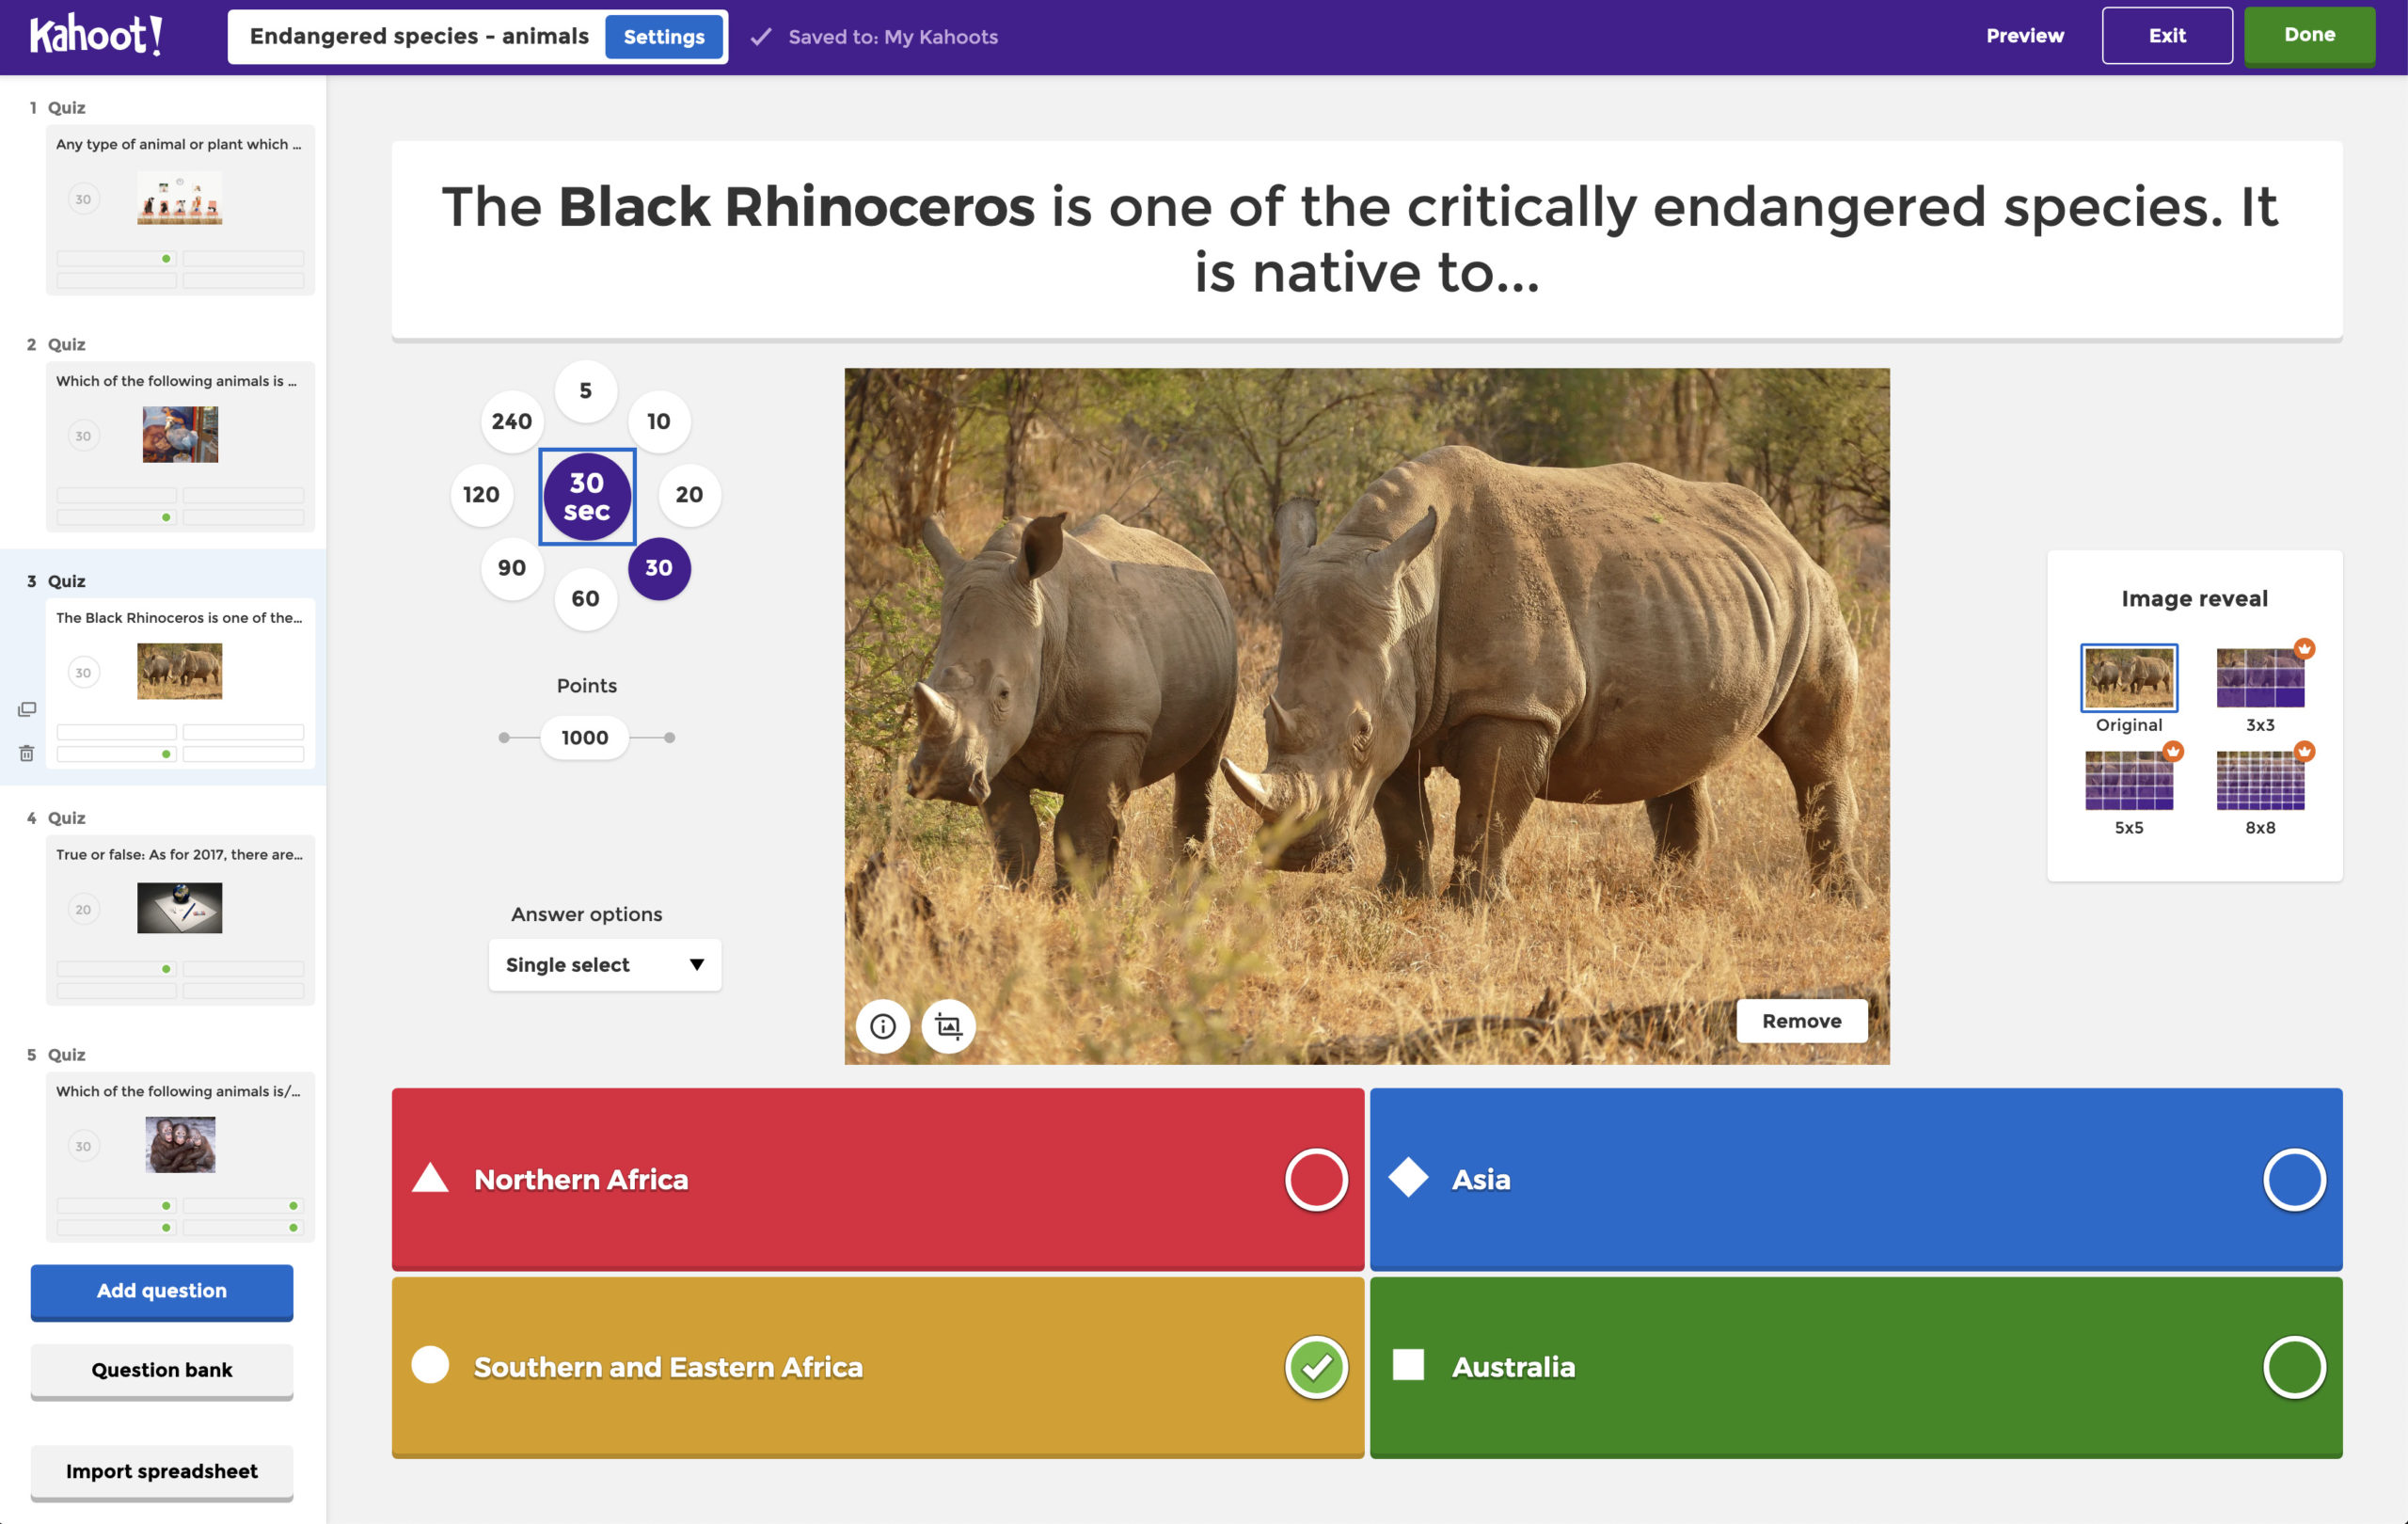 Kahoot!
Endangered species - animals
Settings
Saved to: My Kahoots
Preview
Exit
Done
1 Quiz
Any type of animal or plant which ...
30
2 Quiz
Which of the following animals is ...
30
3 Quiz
The Black Rhinoceros is one of the...
30
4 Quiz
True or false: As for 2017, there are...
20
5 Quiz
Which of the following animals is/...
30
Add question
Question bank
Import spreadsheet
The Black Rhinoceros is one of the critically endangered species. It
is native to...
5
240
10
120
30
sec
20
90
30
60
Points
1000
Answer options
Single select
Remove
Image reveal
Original
3x3
5x5
8x8
Northern Africa
Asia
Southern and Eastern Africa
Australia